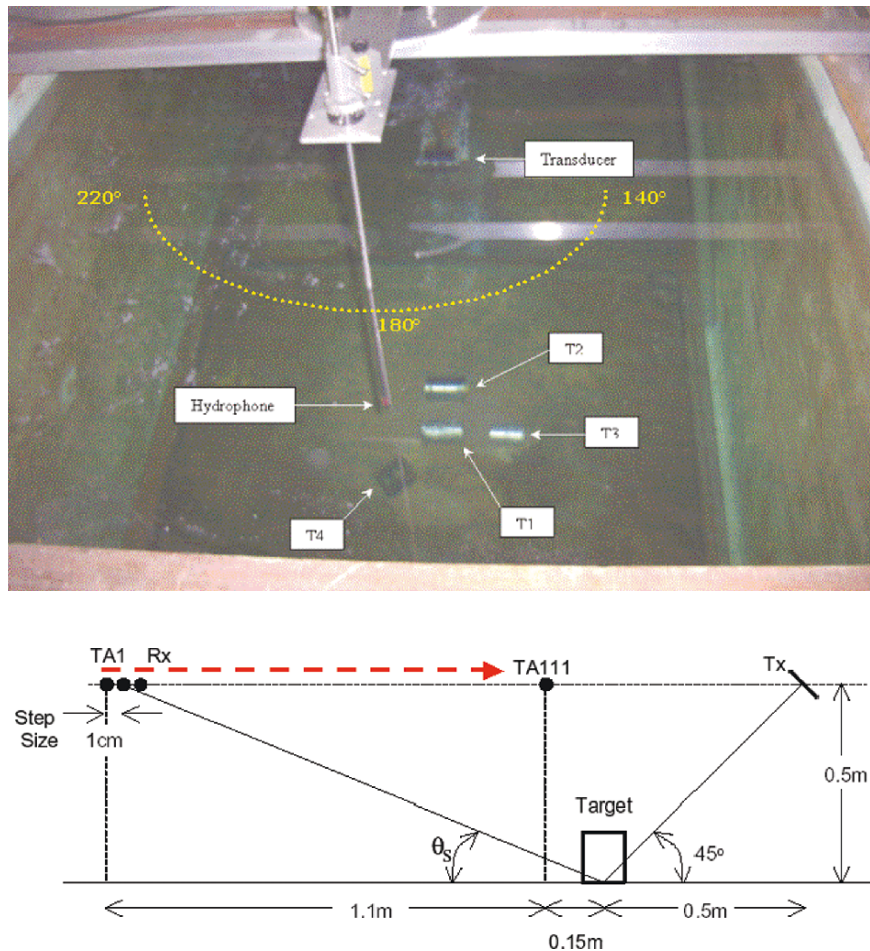 Transducer
220°
140°
180°
T2
Hydrophone
T3
T4
T1
TA1 Rx
TA111
Tx
Step
Size
1cm
0.5m
Target
θs
45°
1.1m
0.5m
0.15m